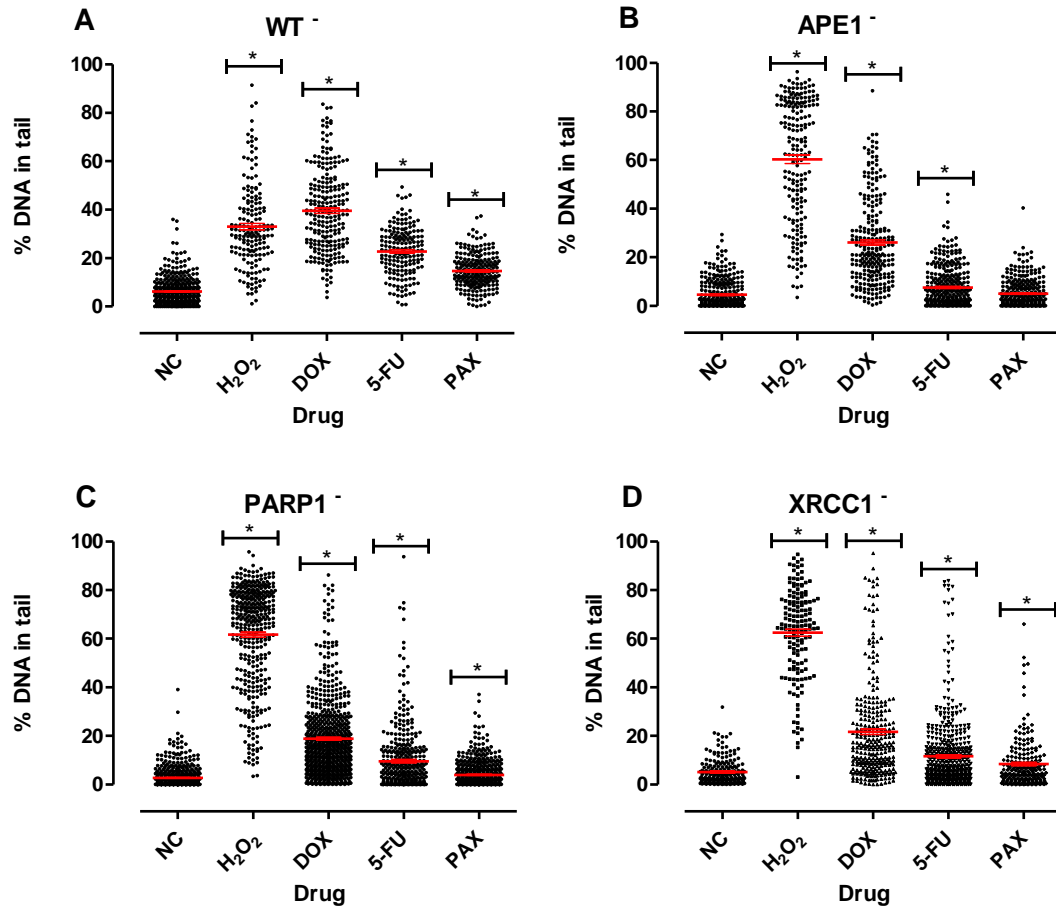 A
WT -
% DNA in tail
100
80
60
40
20
0
*
*
*
*
NC
H₂O₂
DOX
5-FU
PAX
Drug
B
APE1 -
% DNA in tail
100
80
60
40
20
0
*
*
*
NC
H₂O₂
DOX
5-FU
PAX
Drug
C
PARP1 -
% DNA in tail
100
80
60
40
20
0
*
*
*
*
NC
H₂O₂
DOX
5-FU
PAX
Drug
D
XRCC1 -
% DNA in tail
100
80
60
40
20
0
*
*
*
*
NC
H₂O₂
DOX
5-FU
PAX
Drug